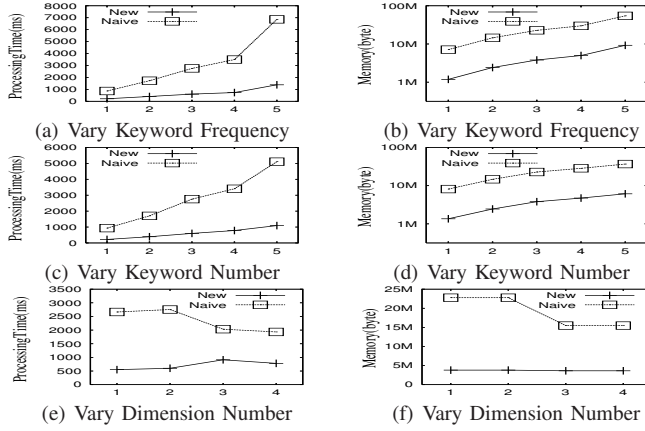 ProcessingTime(ms)
8000
7000
6000
5000
4000
3000
2000
1000
0
New
Naive
1 2 3 4 5
(a) Vary Keyword Frequency
Memory(byte)
100M
10M
1M
New
Naive
1 2 3 4 5
(b) Vary Keyword Frequency
ProcessingTime(ms)
6000
5000
4000
3000
2000
1000
0
New
Naive
1 2 3 4 5
(c) Vary Keyword Number
Memory(byte)
100M
10M
1M
New
Naive
1 2 3 4 5
(d) Vary Keyword Number
ProcessingTime(ms)
3500
3000
2500
2000
1500
1000
500
0
New
Naive
1 2 3 4
(e) Vary Dimension Number
Memory(byte)
25M
20M
15M
10M
5M
0M
New
Naive
1 2 3 4
(f) Vary Dimension Number